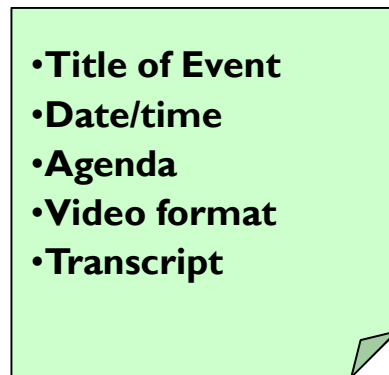 •Title of Event
•Date/time
•Agenda
•Video format
•Transcript